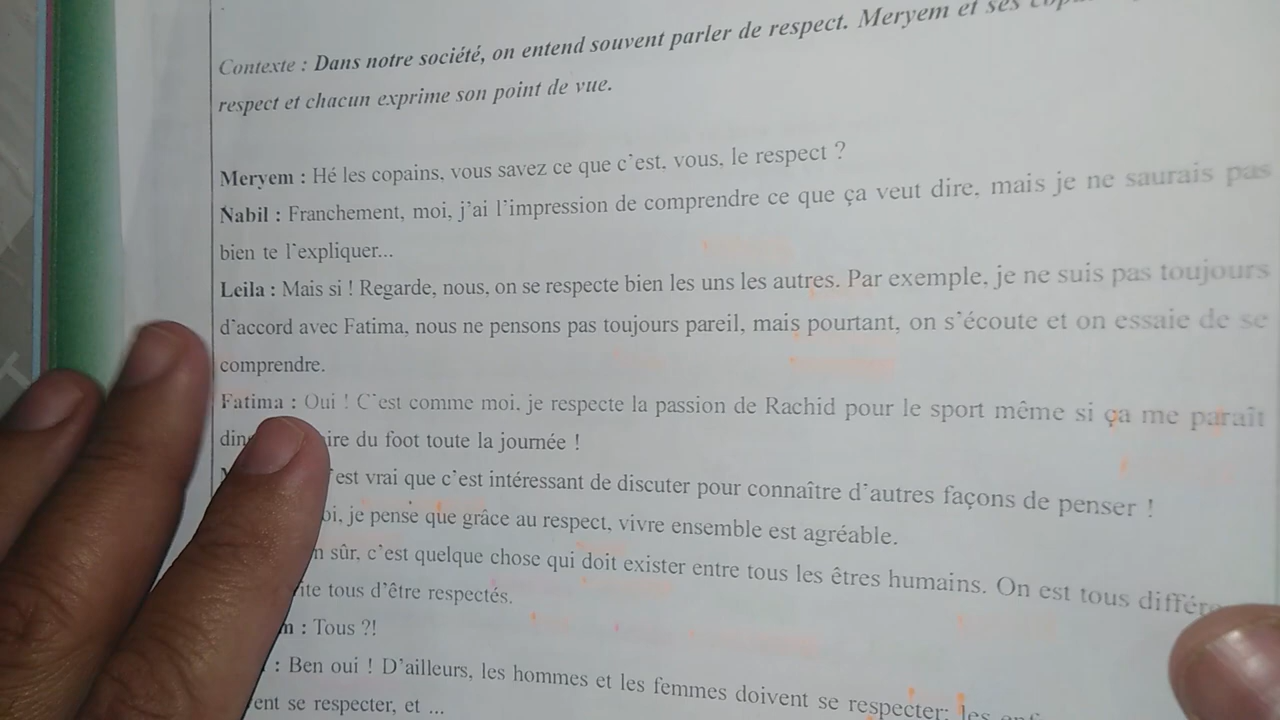 Contexte : Dans notre société, on entend souvent parler de respect. Meryem et ses
respect et chacun exprime son point de vue.
Meryem : Hé les copains, vous savez ce que c'est, vous, le respect ?
Nabil : Franchement, moi, j'ai l'impression de comprendre ce que ça veut dire, mais je ne saurais pas
bien te l'expliquer...
Leila : Mais si ! Regarde, nous, on se respecte bien les uns les autres. Par exemple, je ne suis pas toujours
d'accord avec Fatima, nous ne pensons pas toujours pareil, mais pourtant, on s'écoute et on essaie de se
comprendre.
Fatima : Oui ! C'est comme moi, je respecte la passion de Rachid pour le sport même si ça me paraît
du foot toute la journée !
est vrai que c'est intéressant de discuter pour connaître d'autres façons de penser !
je pense que grâce au respect, vivre ensemble est agréable.
sûr, c'est quelque chose qui doit exister entre tous les êtres humains. On est tous
tous d'être respectés.
: Tous ?!
: Ben oui ! D'ailleurs, les hommes et les femmes doivent se respecter; les
se respecter, et ...